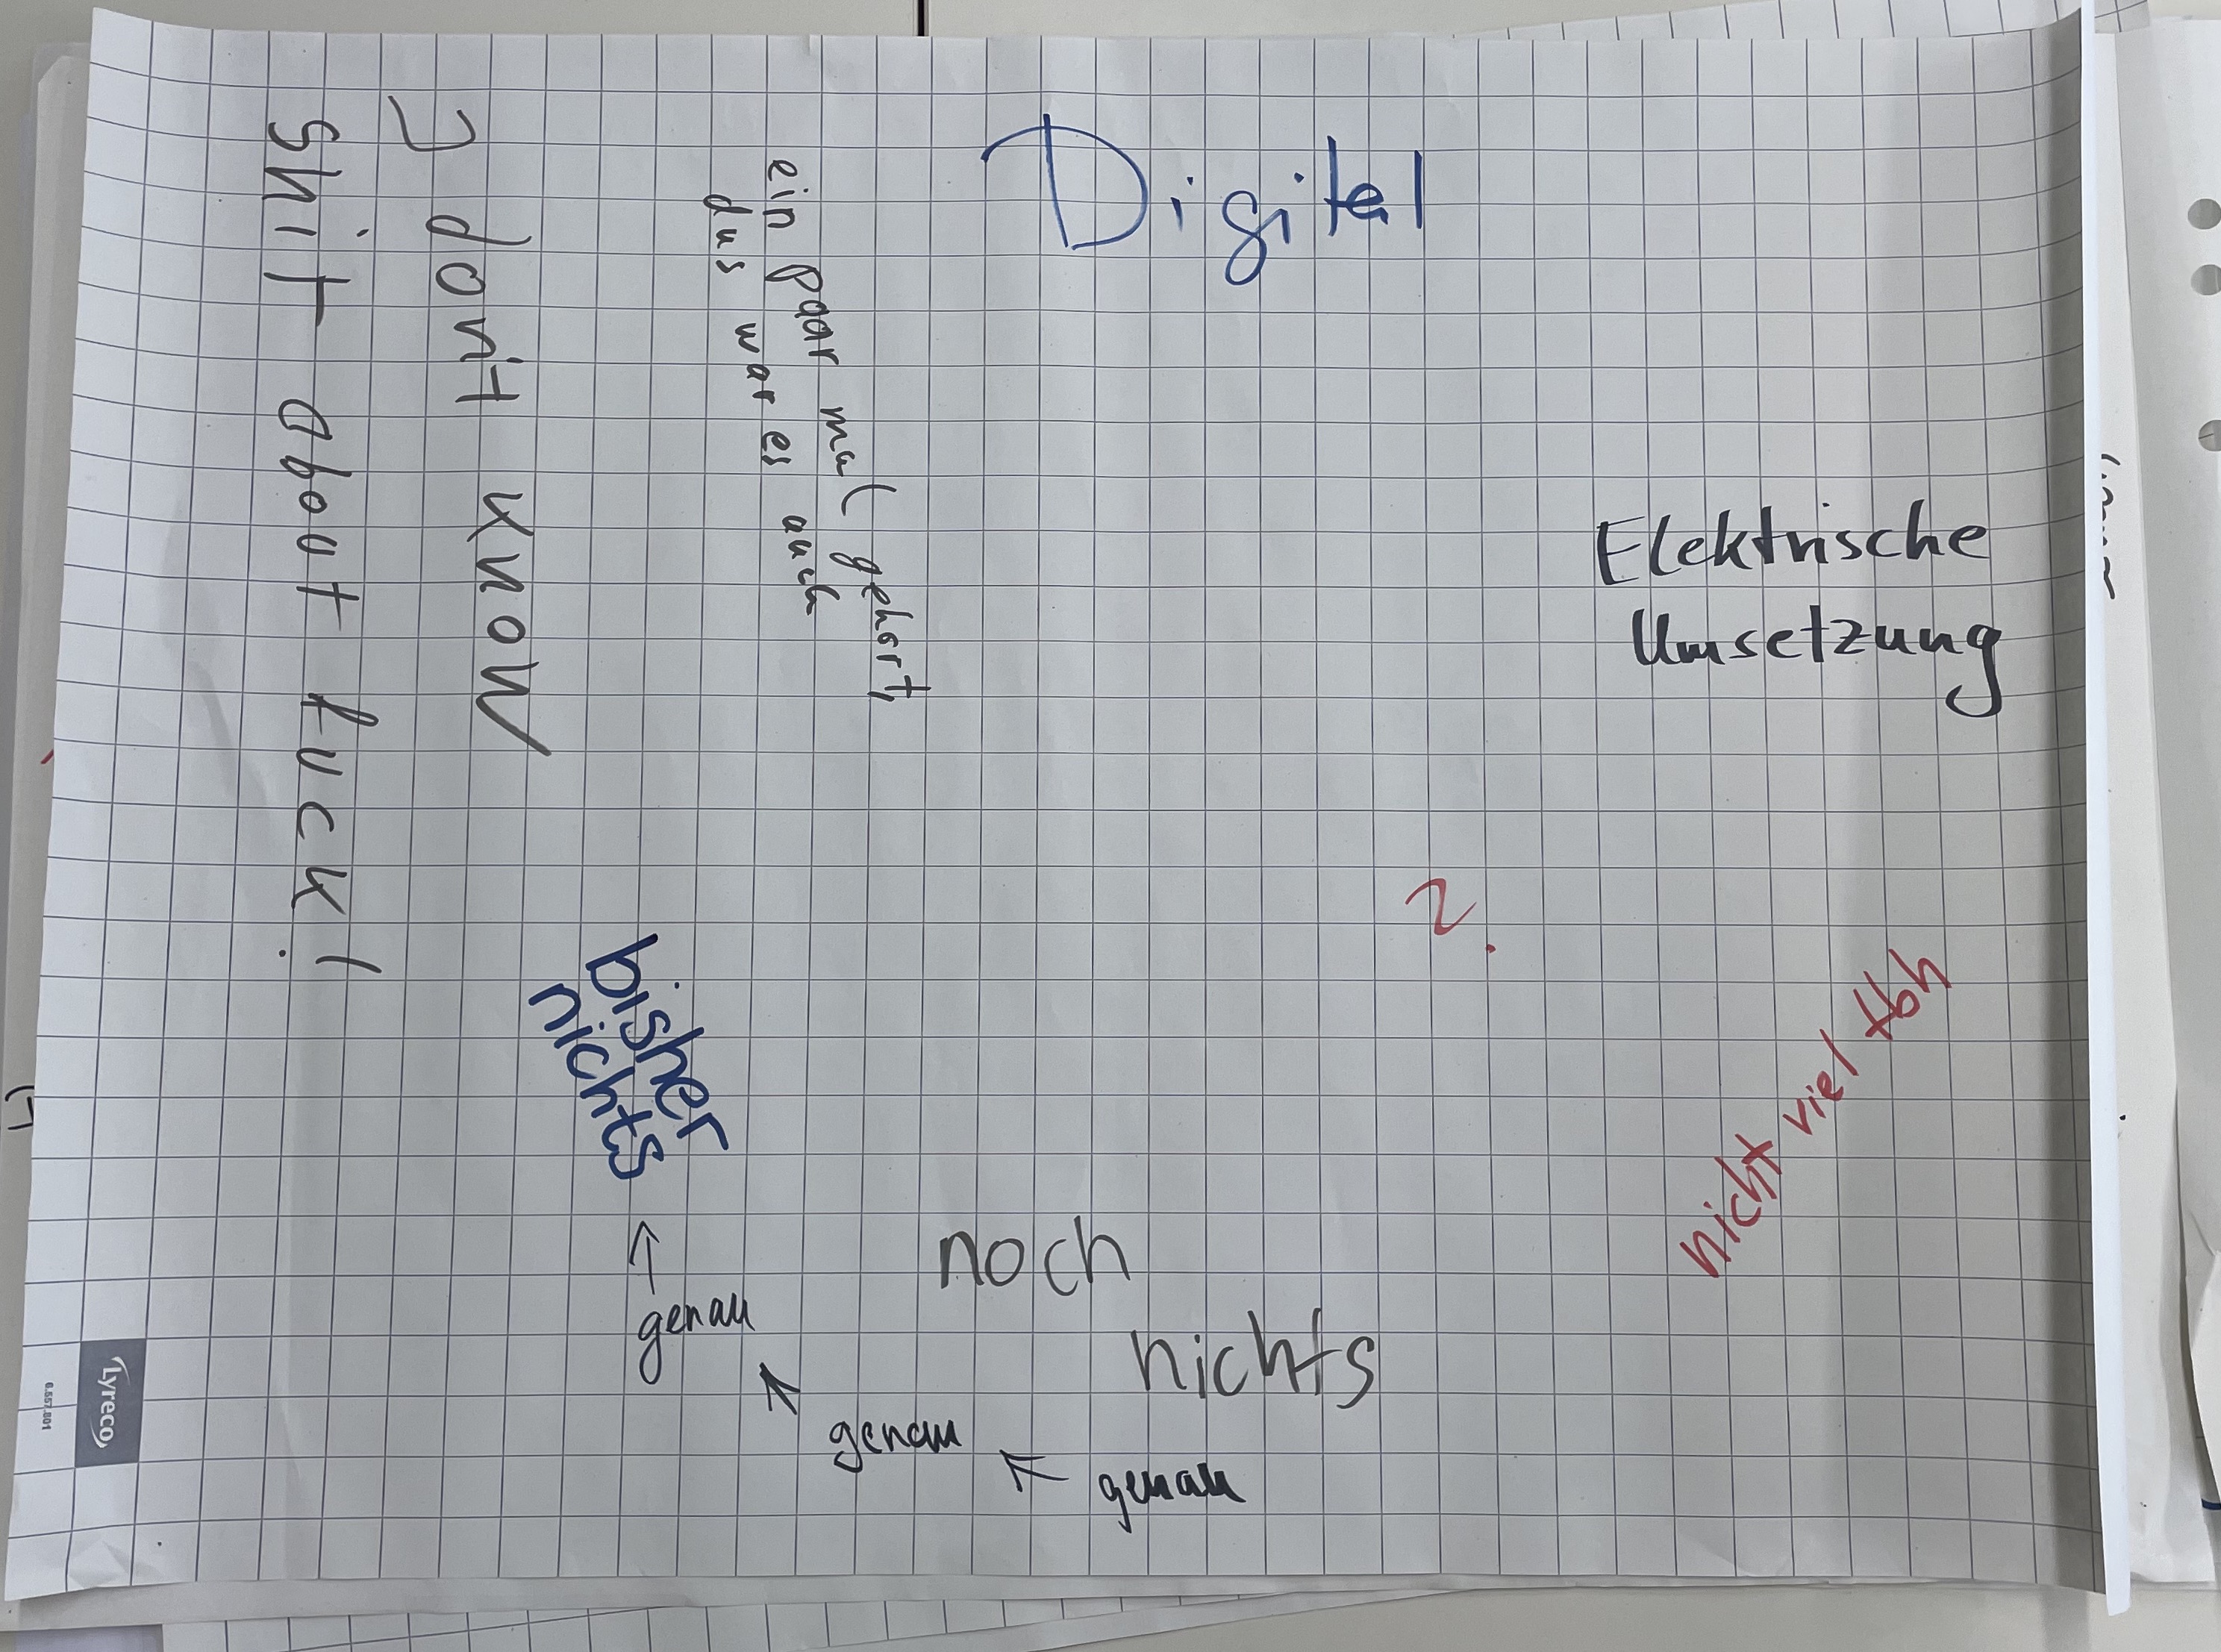 Digital
Elektrische
Umsetzung
ein paar mal gehört,
das war es auch
I don't know
shit about fuck!
2.
nicht viel tbh
bisher
nichts
genau
noch
nichts
genau
genau
Lyreco
6.557.801